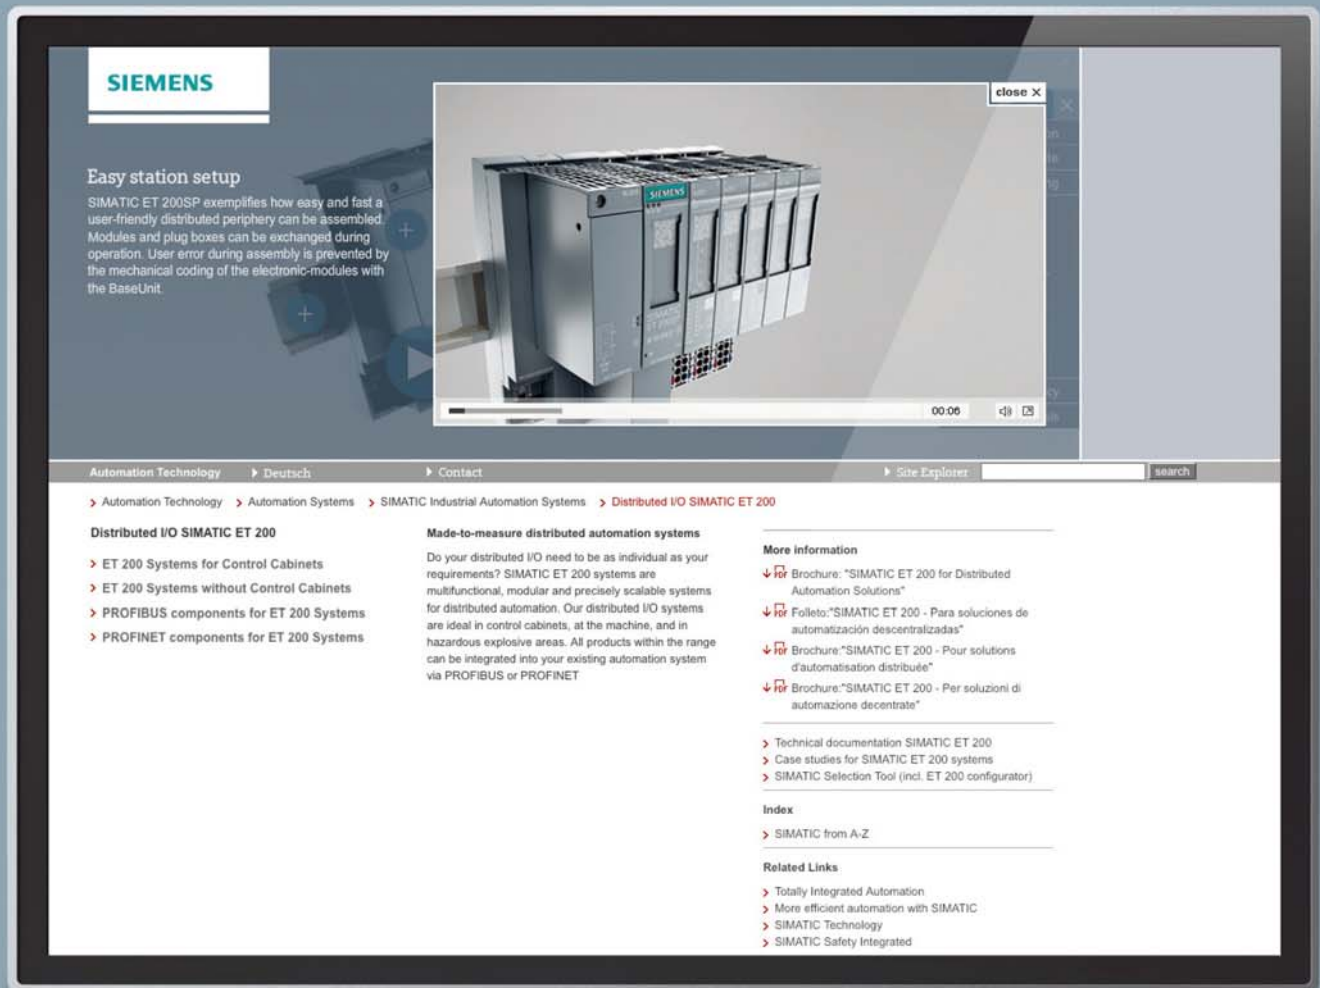 SIEMENS
Easy station setup
SIMATIC ET 200SP exemplifies how easy and fast a
user-friendly distributed periphery can be assembled.
Modules and plug boxes can be exchanged during
operation. User error during assembly is prevented by
the mechanical coding of the electronic-modules with
the BaseUnit.
close X
SIEMENS
SIMATIC
00:06
Automation Technology
Deutsch
Contact
Site Explorer
search
Automation Technology
Automation Systems
SIMATIC Industrial Automation Systems
Distributed I/O SIMATIC ET 200
Distributed I/O SIMATIC ET 200
ET 200 Systems for Control Cabinets
ET 200 Systems without Control Cabinets
PROFIBUS components for ET 200 Systems
PROFINET components for ET 200 Systems
Made-to-measure distributed automation systems
Do your distributed I/O need to be as individual as your
requirements? SIMATIC ET 200 systems are
multifunctional, modular and precisely scalable systems
for distributed automation. Our distributed I/O systems
are ideal in control cabinets, at the machine, and in
hazardous explosive areas. All products within the range
can be integrated into your existing automation system
via PROFIBUS or PROFINET
More information
PDF Brochure: "SIMATIC ET 200 for Distributed
Automation Solutions"
PDF Folleto:"SIMATIC ET 200 - Para soluciones de
automatización descentralizadas"
PDF Brochure:"SIMATIC ET 200 - Pour solutions
d'automatisation distribuée"
PDF Brochure:"SIMATIC ET 200 - Per soluzioni di
automazione decentrate"
Technical documentation SIMATIC ET 200
Case studies for SIMATIC ET 200 systems
SIMATIC Selection Tool (incl. ET 200 configurator)
Index
SIMATIC from A-Z
Related Links
Totally Integrated Automation
More efficient automation with SIMATIC
SIMATIC Technology
SIMATIC Safety Integrated